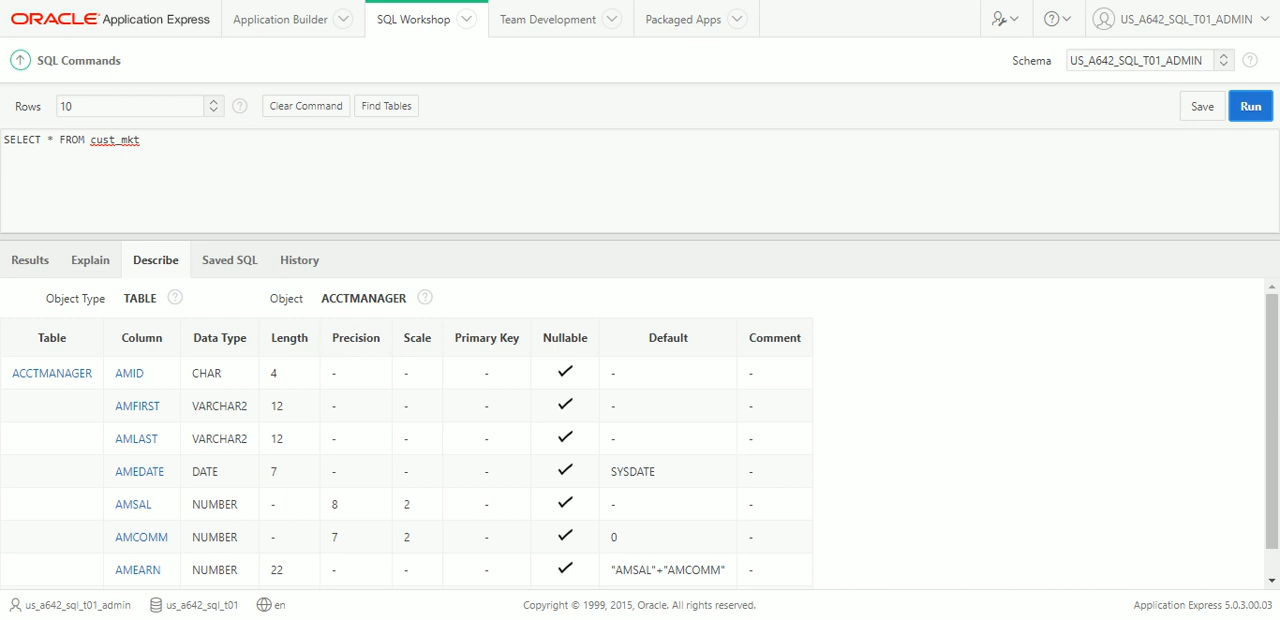 ORACLE® Application Express Application Builder SQL Workshop Team Development Packaged Apps US_A642_SQL_T01_ADMIN
SQL Commands Schema US_A642_SQL_T01_ADMIN
Rows 10 Clear Command Find Tables Save Run
SELECT * FROM cust_mkt
Results Explain Describe Saved SQL History
Object Type TABLE Object ACCTMANAGER
Table Column Data Type Length Precision Scale Primary Key Nullable Default Comment
ACCTMANAGER AMID CHAR 4 - - - - -
AMFIRST VARCHAR2 12 - - - - -
AMLAST VARCHAR2 12 - - - - -
AMEDATE DATE 7 - - - SYSDATE -
AMSAL NUMBER - 8 2 - - -
AMCOMM NUMBER - 7 2 - 0 -
AMEARN NUMBER 22 - - - "AMSAL"+"AMCOMM" -
us_a642_sql_t01_admin us_a642_sql_t01 en Copyright © 1999, 2015, Oracle. All rights reserved. Application Express 5.0.3.00.03